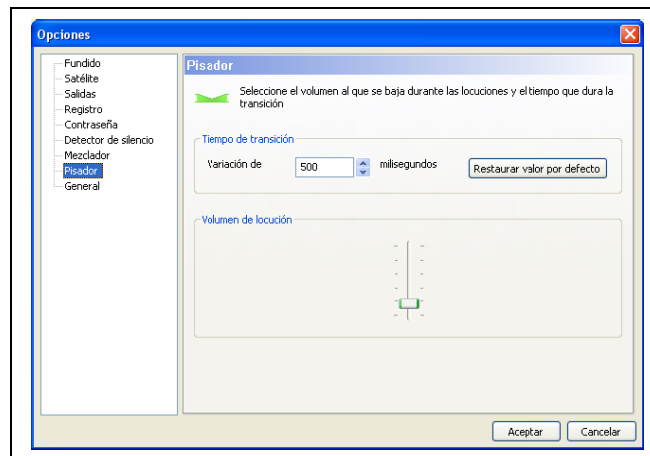 Opciones
Fundido
Satélite
Salidas
Registro
Contraseña
Detector de silencio
Mezclador
Pisador
General
Pisador
Seleccione el volumen al que se baja durante las locuciones y el tiempo que dura la
transición
Tiempo de transición
Variación de 500 milisegundos Restaurar valor por defecto
Volumen de locución
Aceptar Cancelar